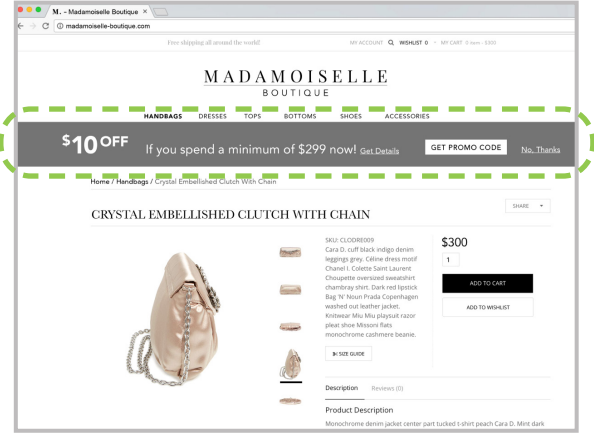 M. – Madamoiselle Boutique ×
madamoiselle-boutique.com
Free shipping all around the world! MY ACCOUNT WISHLIST 0 MY CART 0 item - $300
MADAMOISELLE
BOUTIQUE
HANDBAGS DRESSES TOPS BOTTOMS SHOES ACCESSORIES
$10 OFF If you spend a minimum of $299 now! Get Details GET PROMO CODE No, Thanks
Home / Handbags / Crystal Embellished Clutch With Chain
SHARE
CRYSTAL EMBELLISHED CLUTCH WITH CHAIN
SKU: CLODRE009
Cara D. cuff black indigo denim
leggings grey. Céline dress motif
Chanel I. Colette Saint Laurent
Choupette oversized sweatshirt
chambray shirt. Dark red lipstick
Bag 'N' Noun Prada Copenhagen
washed out leather jacket.
Knitwear Miu Miu playsuit razor
pleat shoe Missoni flats
monochrome cashmere beanie.
SIZE GUIDE
$300
1
ADD TO CART
ADD TO WISHLIST
Description Reviews (0)
Product Description
Monochrome denim jacket center part tucked t-shirt peach Cara D. Mint dark